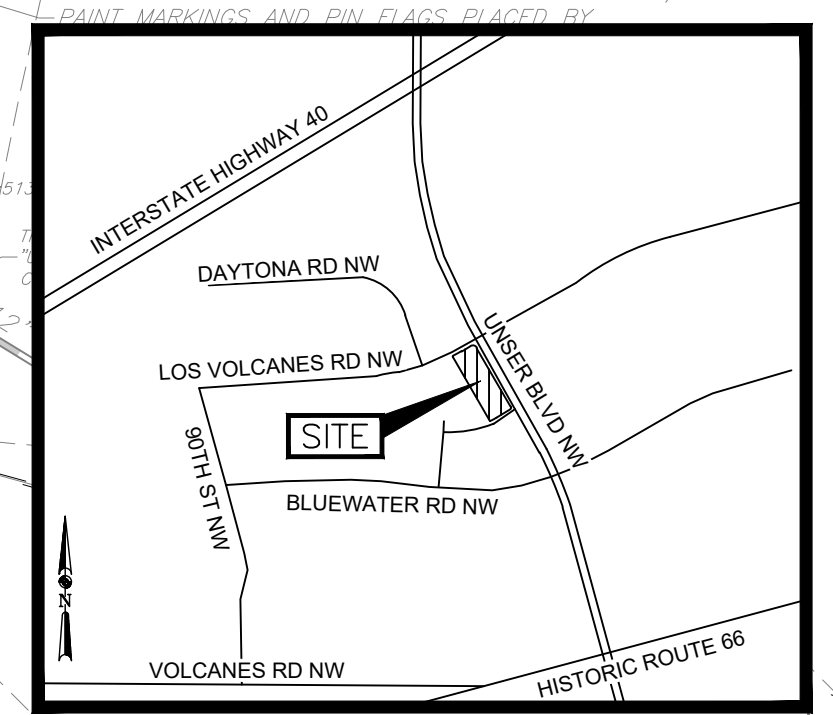 PAINT MARKINGS AND PIN FLAGS PLACED BY
INTERSTATE HIGHWAY 40
513
DAYTONA RD NW
UNSER BLVD NW
LOS VOLCANES RD NW
SITE
90TH ST NW
BLUEWATER RD NW
N
VOLCANES RD NW
HISTORIC ROUTE 66